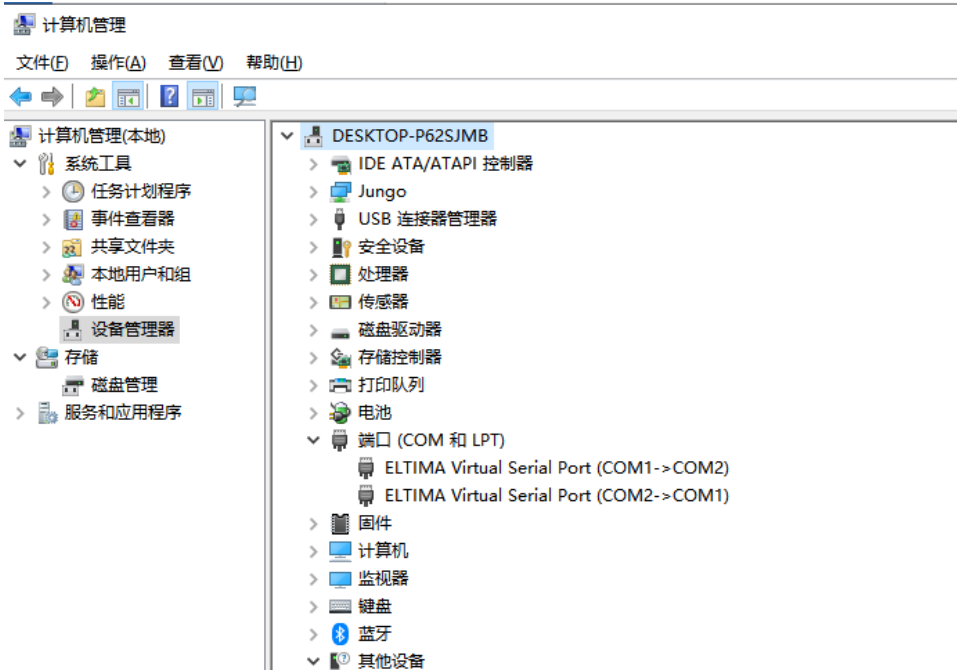 计算机管理
文件(F) 操作(A) 查看(V) 帮助(H)
计算机管理(本地)
系统工具
任务计划程序
事件查看器
共享文件夹
本地用户和组
性能
设备管理器
存储
磁盘管理
服务和应用程序
DESKTOP-P62SJMB
IDE ATA/ATAPI 控制器
Jungo
USB 连接器管理器
安全设备
处理器
传感器
磁盘驱动器
存储控制器
打印队列
电池
端口 (COM 和 LPT)
ELTIMA Virtual Serial Port (COM1->COM2)
ELTIMA Virtual Serial Port (COM2->COM1)
固件
计算机
监视器
键盘
蓝牙
其他设备